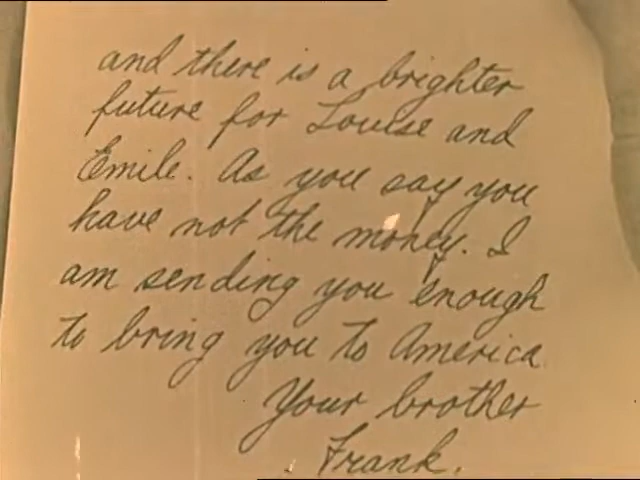 and there is a brighter
future for Louise and
Emile. As you say you
have not the money. I
am sending you enough
to bring you to America
Your brother
Frank.